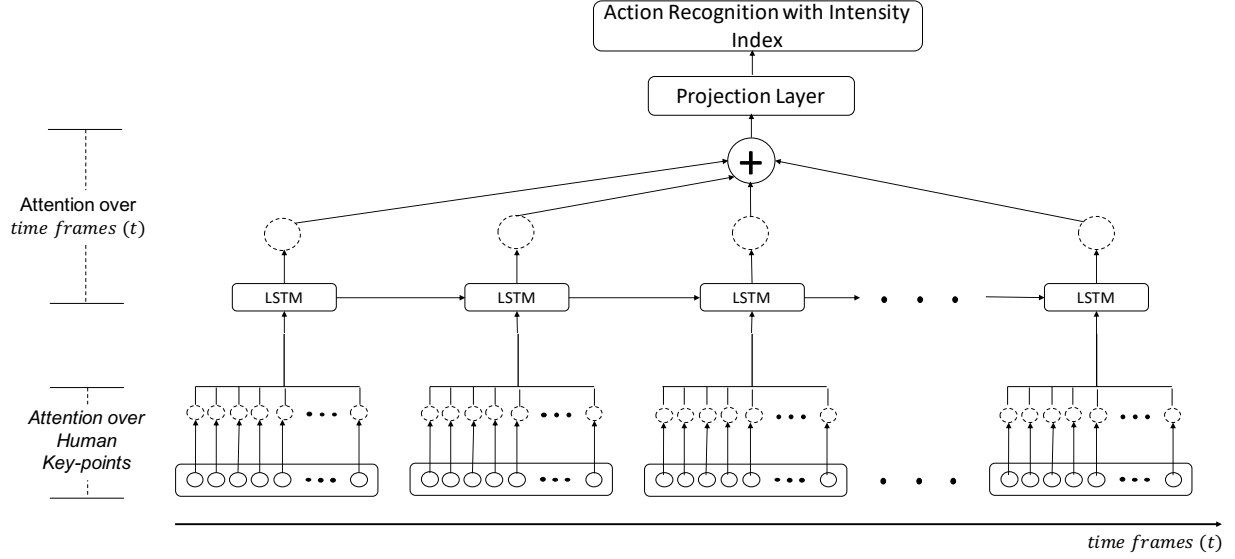 Action Recognition with Intensity
Index
Projection Layer
+
Attention over
time frames (t)
LSTM
LSTM
LSTM
LSTM
Attention over
Human
Key-points
time frames (t)